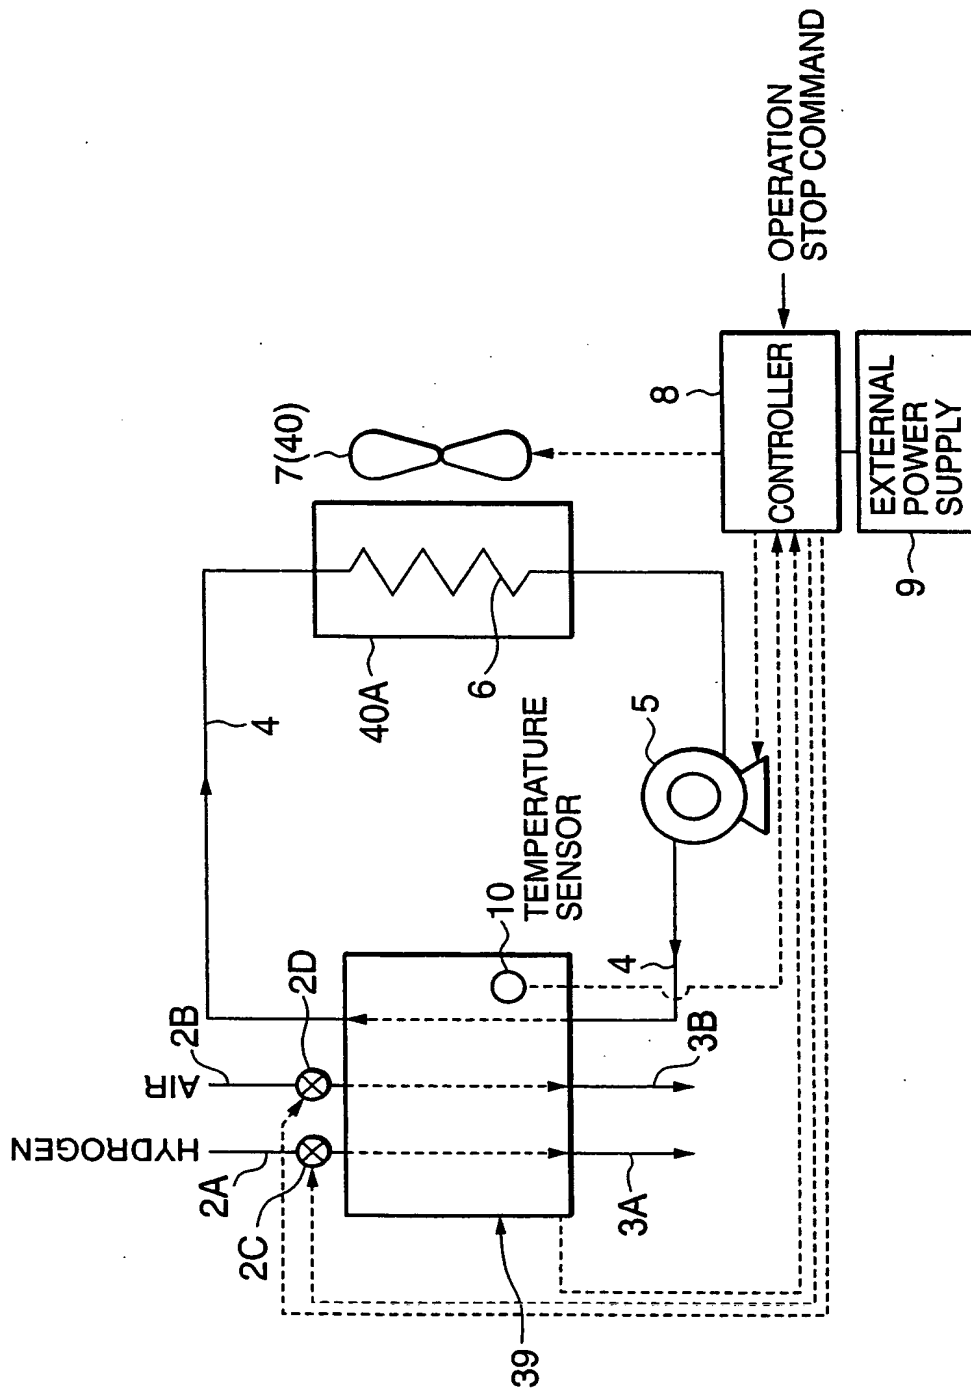 HYDROGEN
AIR
2A
2B
2C
2D
39
3A
3B
4
4
10
TEMPERATURE
SENSOR
5
6
40A
7(40)
8
CONTROLLER
OPERATION
STOP COMMAND
EXTERNAL
POWER
SUPPLY
9